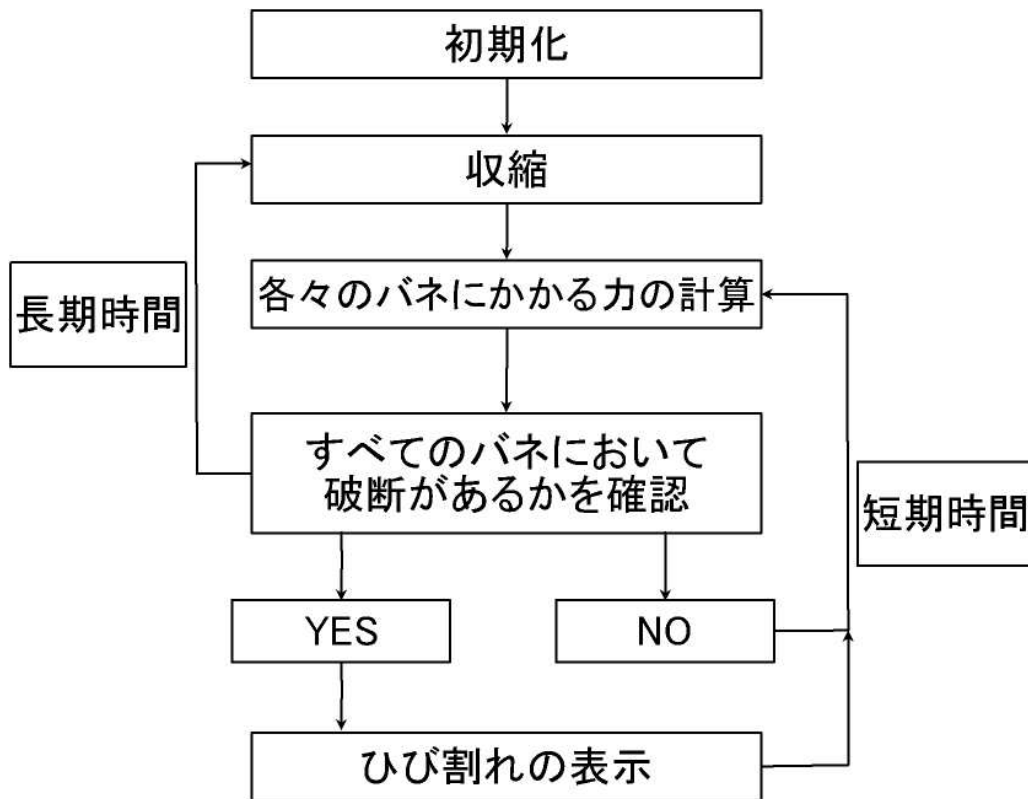 初期化
収縮
各々のバネにかかる力の計算
長期時間
すべてのバネにおいて
破断があるかを確認
短期時間
YES
NO
ひび割れの表示